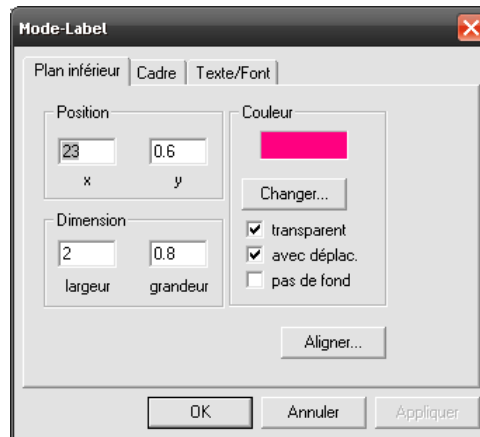 Mode-Label
Plan inférieur Cadre Texte/Font
Position
23 0.6
x y
Dimension
2 0.8
largeur grandeur
Couleur
Changer...
transparent
avec déplac.
pas de fond
Aligner...
OK Annuler Appliquer